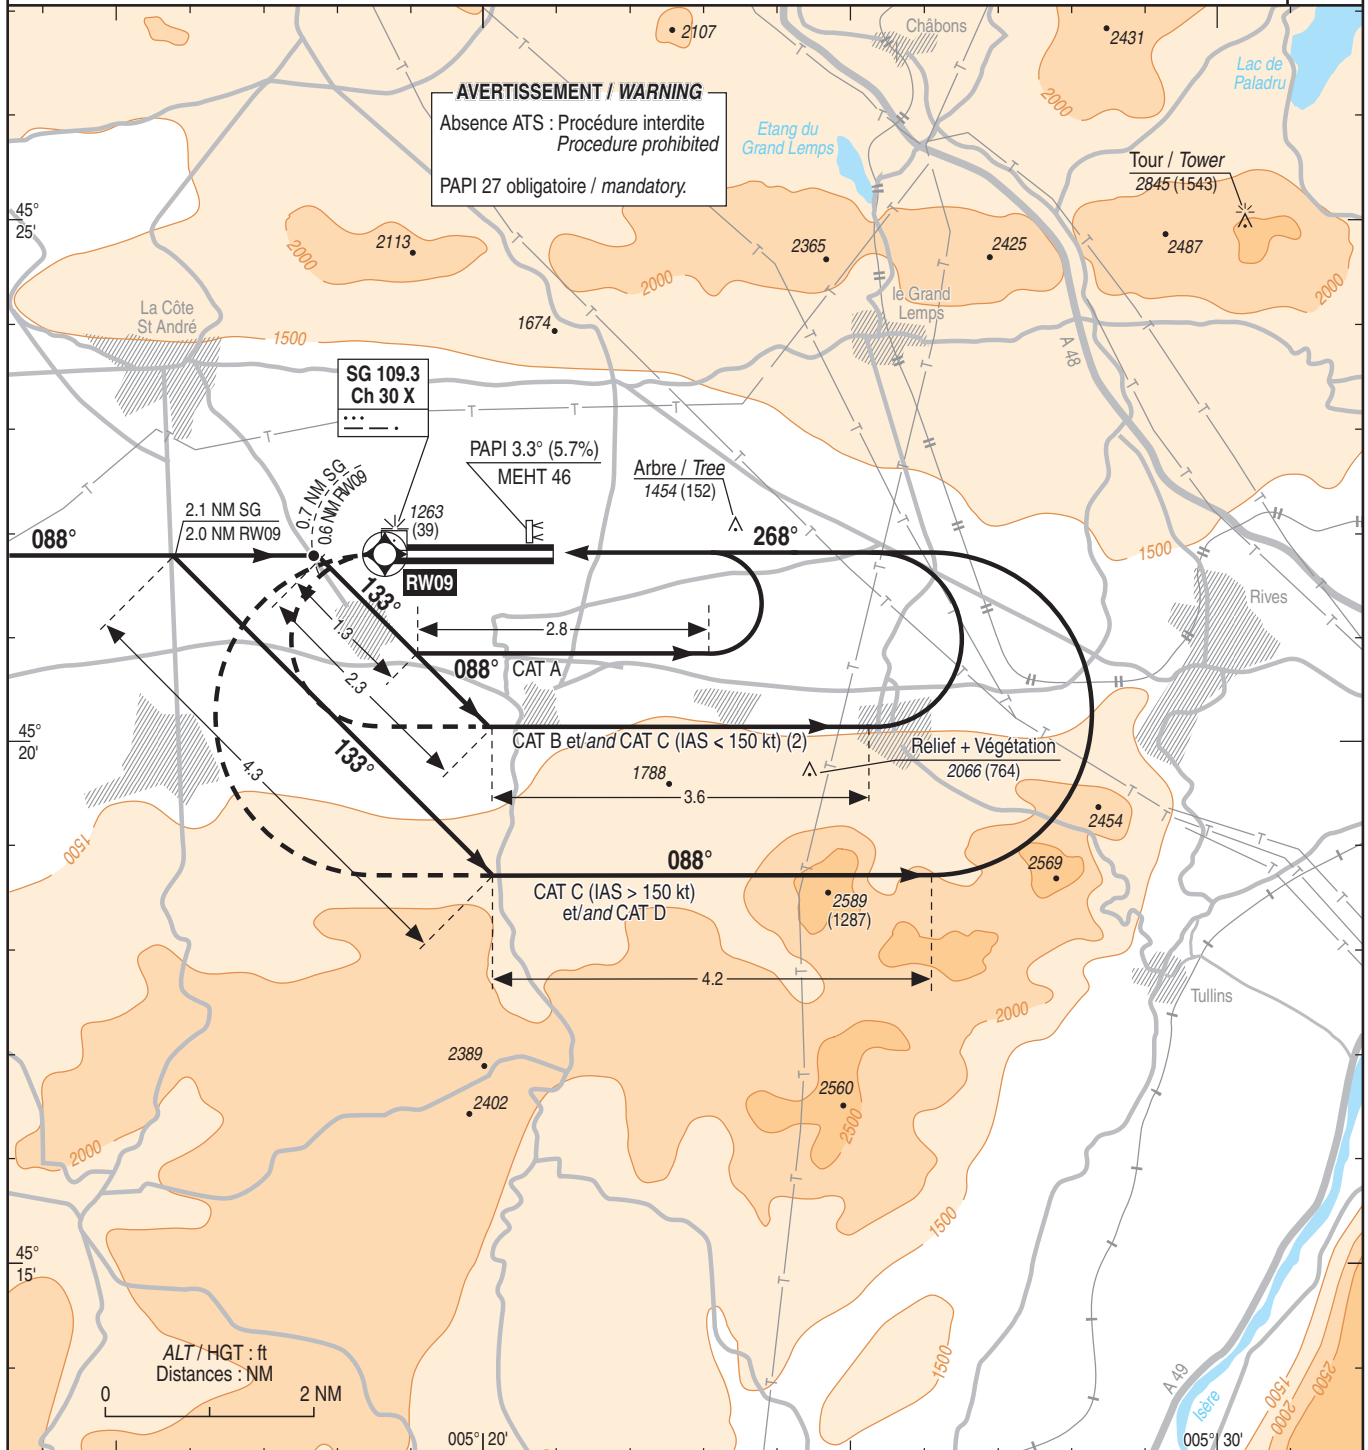 2107
Châbons
2431
Lac de
Paladru
2000
AVERTISSEMENT / WARNING
Absence ATS : Procédure interdite
Procedure prohibited
PAPI 27 obligatoire / mandatory.
Etang du
Grand Lemps
Tour / Tower
2845 (1543)
45°
25'
2113
2000
2365
2000
2425
2487
2000
La Côte
St André
1500
1674
le Grand
Lemps
A 48
SG 109.3
Ch 30 X
PAPI 3.3° (5.7%)
MEHT 46
Arbre / Tree
1454 (152)
0.7 NM SG
0.6 NM RW09
1263
(39)
2.1 NM SG
2.0 NM RW09
088°
268°
1500
RW09
133°
Rives
1.3
2.8
088°
CAT A
2.3
45°
20'
CAT B et/and CAT C (IAS < 150 kt) (2)
Relief + Végétation
2066 (764)
133°
4.3
1788
3.6
2454
1500
088°
2569
CAT C (IAS > 150 kt)
et/and CAT D
2589
(1287)
4.2
Tullins
2000
2389
2402
2560
2500
2000
1500
45°
15'
ALT / HGT : ft
Distances : NM
0
2 NM
1500
A 49
Isère
1500
2000
2500
005° 20'
005° 30'